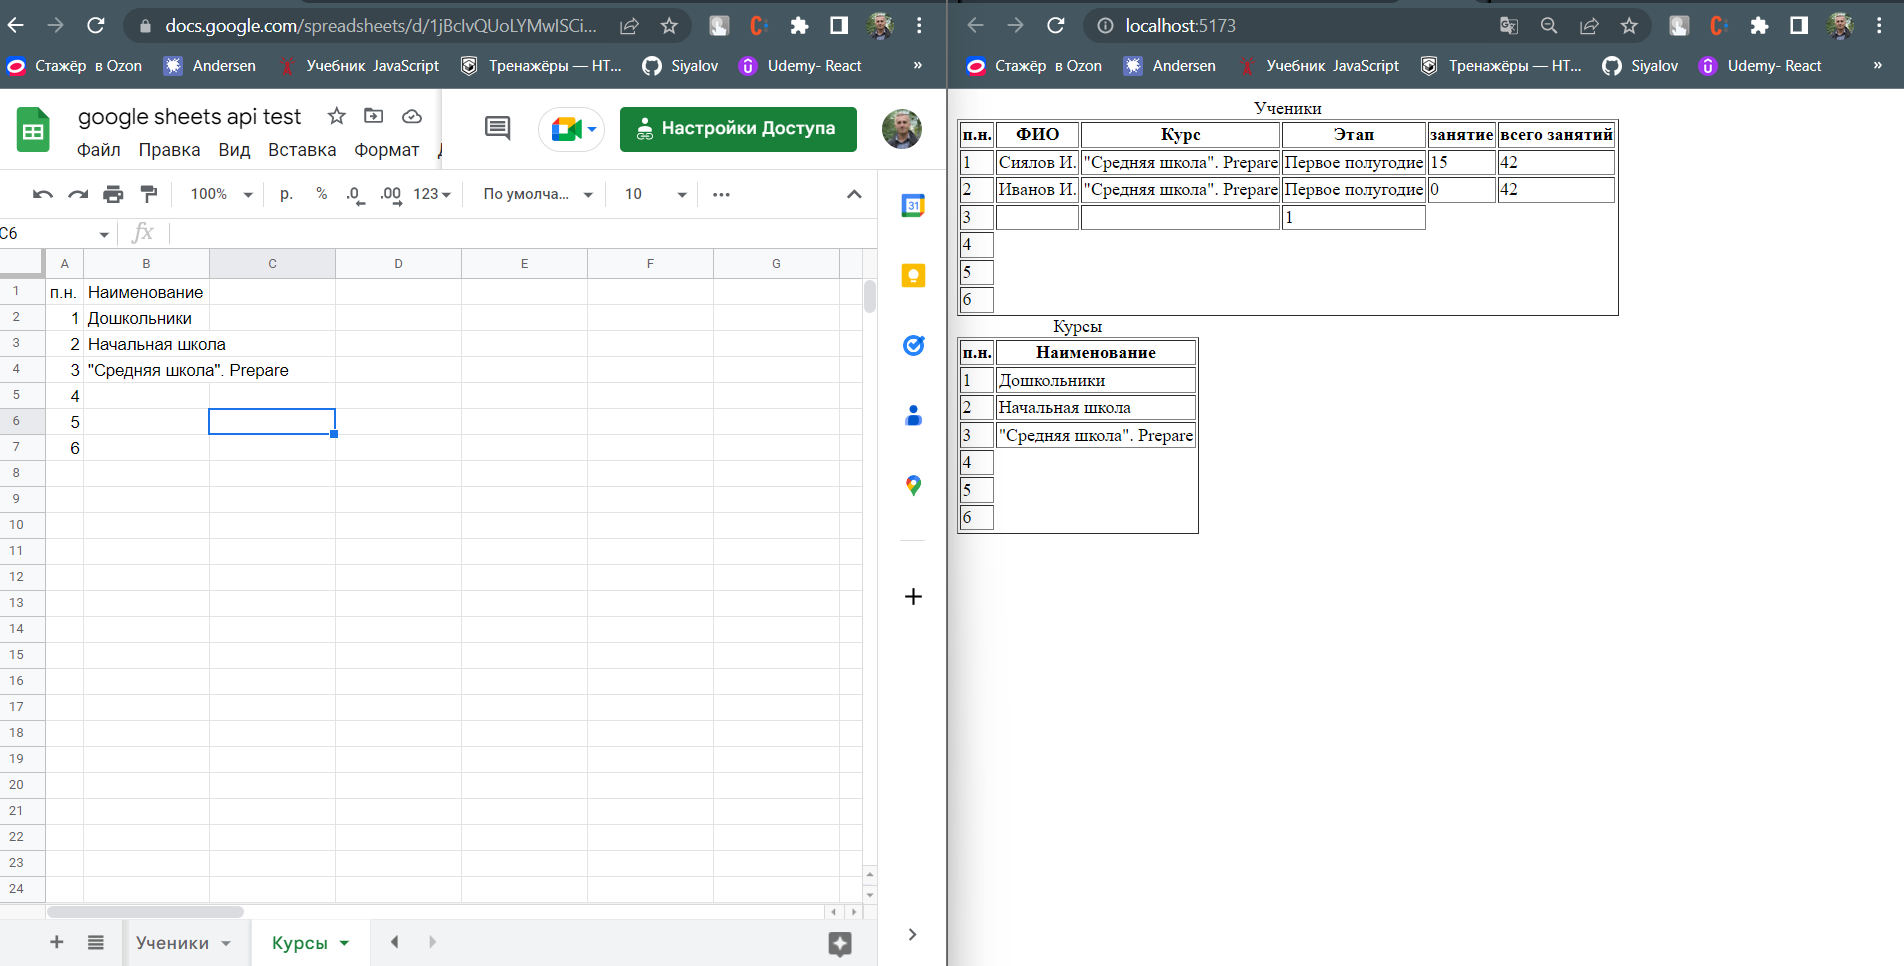 docs.google.com/spreadsheets/d/1jBclvQUoLYMwISCi...
Стажёр в Ozon Andersen Учебник JavaScript Тренажёры — HT... Siyalov Udemy- React »
google sheets api test
Файл Правка Вид Вставка Формат
Настройки Доступа
100% р. % .0 .00 123 По умолча... 10 ...
C6 fx
A B C D E F G
1 п.н. Наименование
2 1 Дошкольники
3 2 Начальная школа
4 3 "Средняя школа". Prepare
5 4
6 5
7 6
8
9
10
11
12
13
14
15
16
17
18
19
20
21
22
23
24
Ученики Курсы
31
localhost:5173
Стажёр в Ozon Andersen Учебник JavaScript Тренажёры — HT... Siyalov Udemy- React »
Ученики
п.н. ФИО Курс Этап занятие всего занятий
1 Сиялов И. "Средняя школа". Prepare Первое полугодие 15 42
2 Иванов И. "Средняя школа". Prepare Первое полугодие 0 42
3 1
4
5
6
Курсы
п.н. Наименование
1 Дошкольники
2 Начальная школа
3 "Средняя школа". Prepare
4
5
6